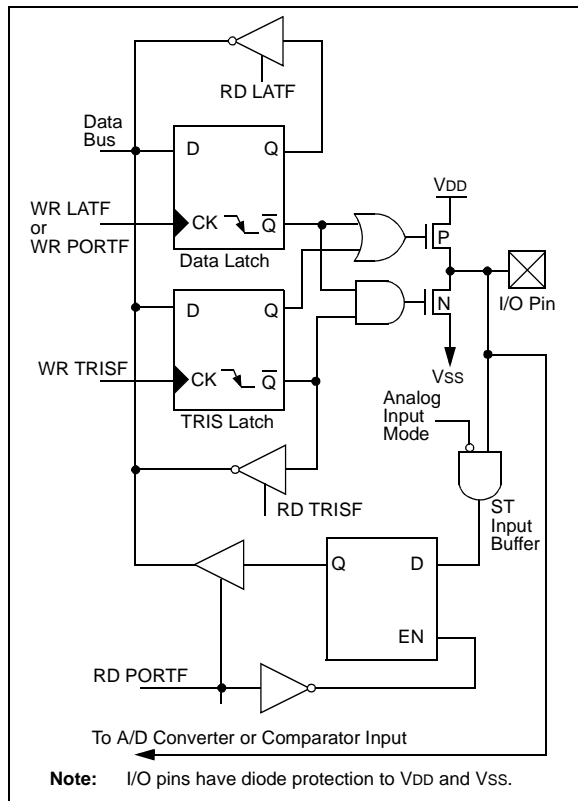 RD LATF
Data
Bus
D Q
VDD
WR LATF
or
WR PORTF
CK Q
P
Data Latch
I/O Pin
N
D Q
WR TRISF
CK Q
VSS
TRIS Latch
Analog
Input
Mode
RD TRISF
ST
Input
Buffer
Q D
EN
RD PORTF
To A/D Converter or Comparator Input
Note: I/O pins have diode protection to VDD and VSS.